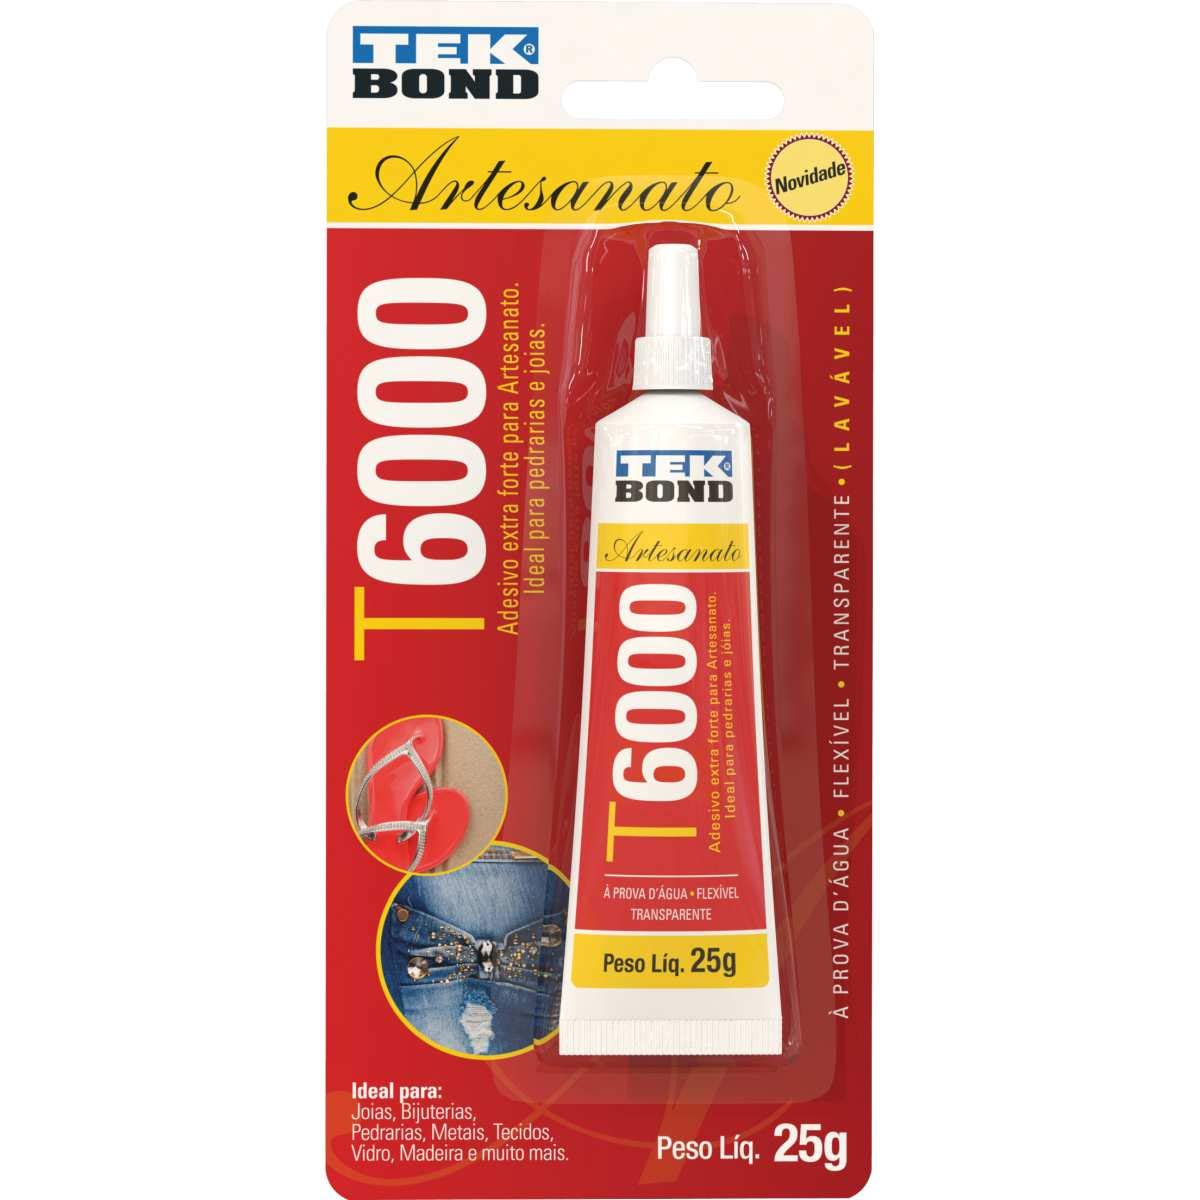 TEK®
BOND
Artesanato
Novidade
T6000
Adesivo extra forte para Artesanato.
Ideal para pedrarias e joias.
À PROVA D'ÁGUA • FLEXÍVEL • TRANSPARENTE • (LAVÁVEL)
TEK®
BOND
Artesanato
T6000
Adesivo extra forte para Artesanato.
Ideal para pedrarias e jóias.
À PROVA D'ÁGUA • FLEXÍVEL
TRANSPARENTE
Peso Líq. 25g
Ideal para:
Joias, Bijuterias,
Pedrarias, Metais, Tecidos,
Vidro, Madeira e muito mais.
Peso Líq. 25g